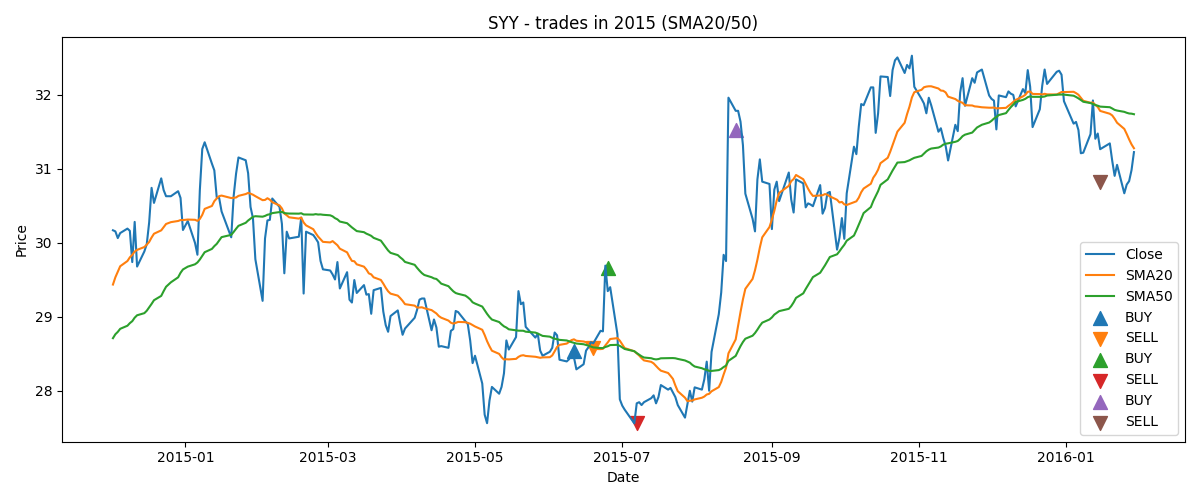 SYY - trades in 2015 (SMA20/50)
Price
32
31
30
29
28
2015-01
2015-03
2015-05
2015-07
2015-09
2015-11
2016-01
Date
Close
SMA20
SMA50
BUY
SELL
BUY
SELL
BUY
SELL